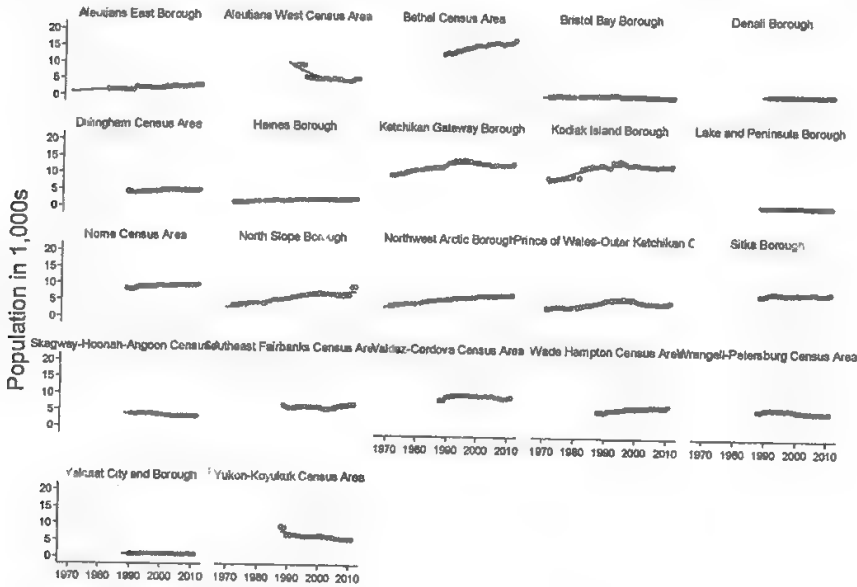 Aleutians East Borough Aleutians West Census Area Bethel Census Area Bristol Bay Borough Denali Borough
20
15
10
5
0
Dillingham Census Area Haines Borough Ketchikan Gateway Borough Kodiak Island Borough Lake and Peninsula Borough
20
15
10
5
0
Nome Census Area North Slope Borough Northwest Arctic Borough Prince of Wales-Outer Ketchikan C
20
15
10
5
0
Sitka Borough
Skagway-Hoonah-Angoon Census Southeast Fairbanks Census Are Valdez-Cordova Census Area Wade Hampton Census Are Wrangell-Petersburg Census Area
20
15
10
5
0
1970 1980 1990 2000 2010 1970 1980 1990 2000 2010 1970 1980 1990 2000 2010
Yakutat City and Borough Yukon-Koyukuk Census Area
20
15
10
5
0
1970 1980 1990 2000 2010 1970 1980 1990 2000 2010
Population in 1,000s